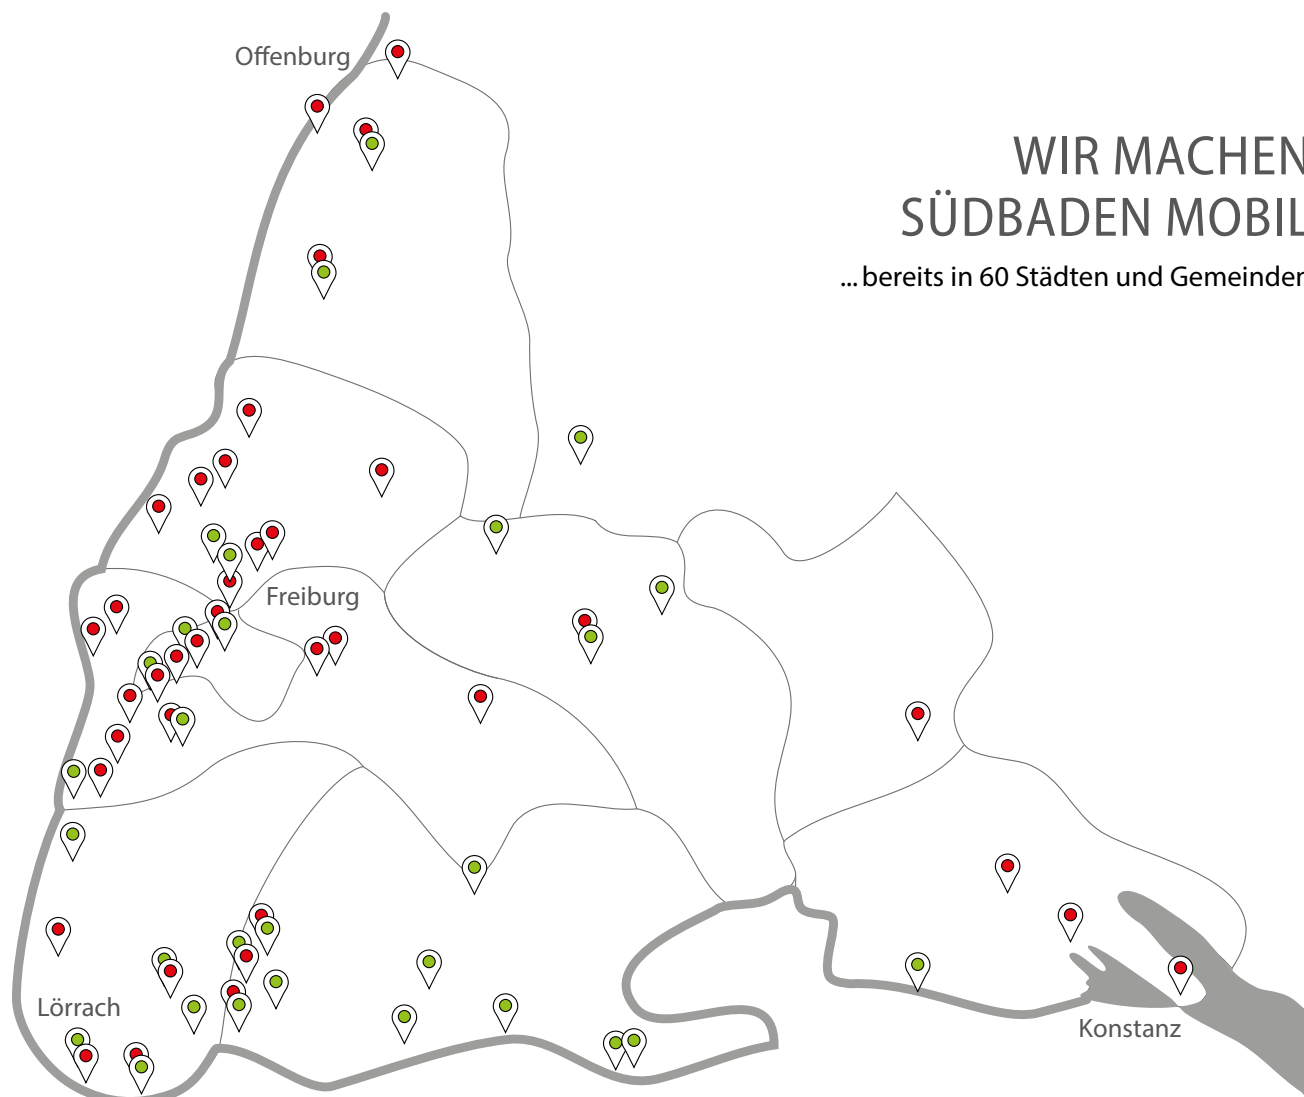 Offenburg
WIR MACHEN
SÜDBADEN MOBIL
... bereits in 60 Städten und Gemeinden
Freiburg
Lörrach
Konstanz